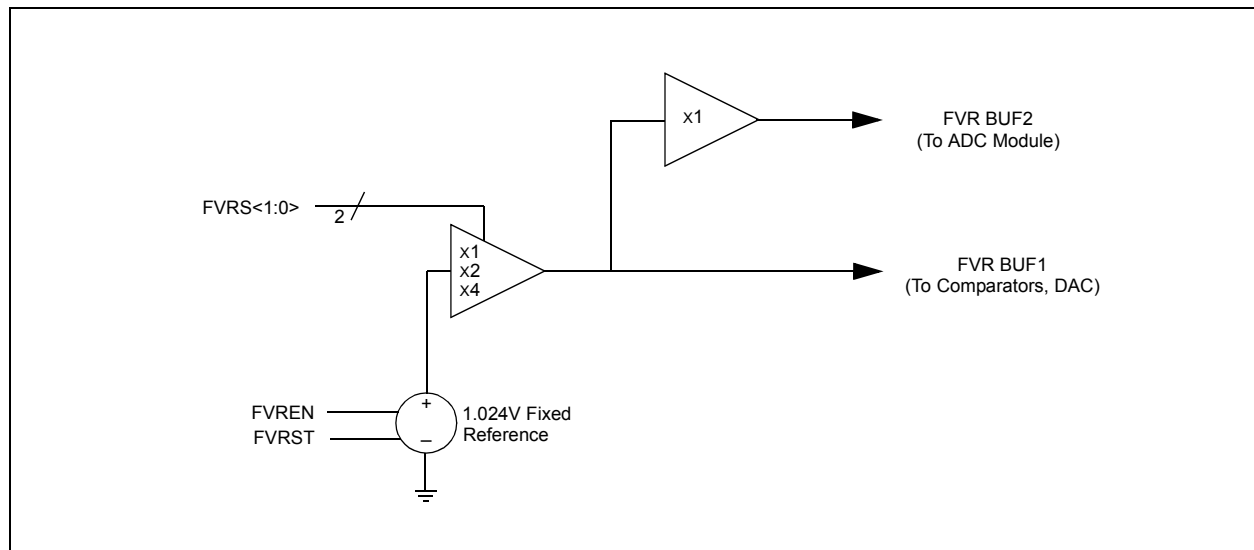 x1
FVR BUF2
(To ADC Module)
FVRS<1:0>
2
x1
x2
x4
FVR BUF1
(To Comparators, DAC)
FVREN
FVRST
+
–
1.024V Fixed
Reference